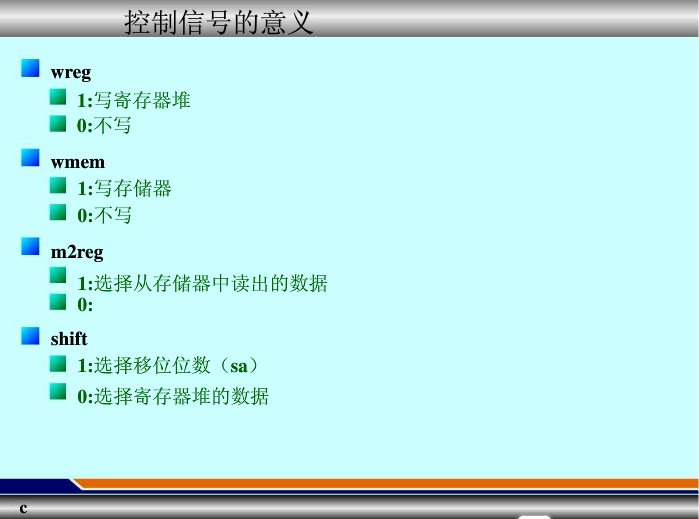 控制信号的意义
wreg
1:写寄存器堆
0:不写
wmem
1:写存储器
0:不写
m2reg
1:选择从存储器中读出的数据
0:
shift
1:选择移位位数（sa）
0:选择寄存器堆的数据
c